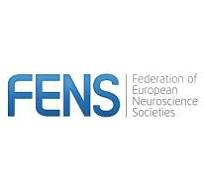 FENS
Federation of
European
Neuroscience
Societies